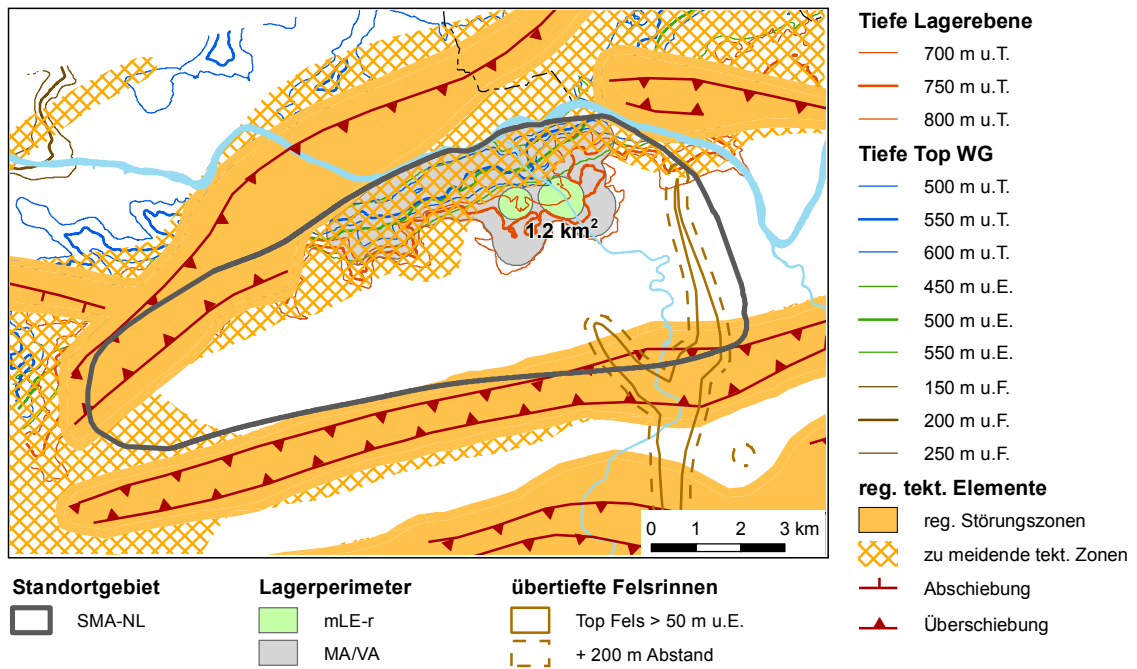 1.2 km²
0 1 2 3 km
Tiefe Lagerebene
700 m u.T.
750 m u.T.
800 m u.T.
Tiefe Top WG
500 m u.T.
550 m u.T.
600 m u.T.
450 m u.E.
500 m u.E.
550 m u.E.
150 m u.F.
200 m u.F.
250 m u.F.
reg. tekt. Elemente
reg. Störungszonen
zu meidende tekt. Zonen
Abschiebung
Überschiebung
Standortgebiet
SMA-NL
Lagerperimeter
mLE-r
MA/VA
übertiefte Felsrinnen
Top Fels > 50 m u.E.
+ 200 m Abstand